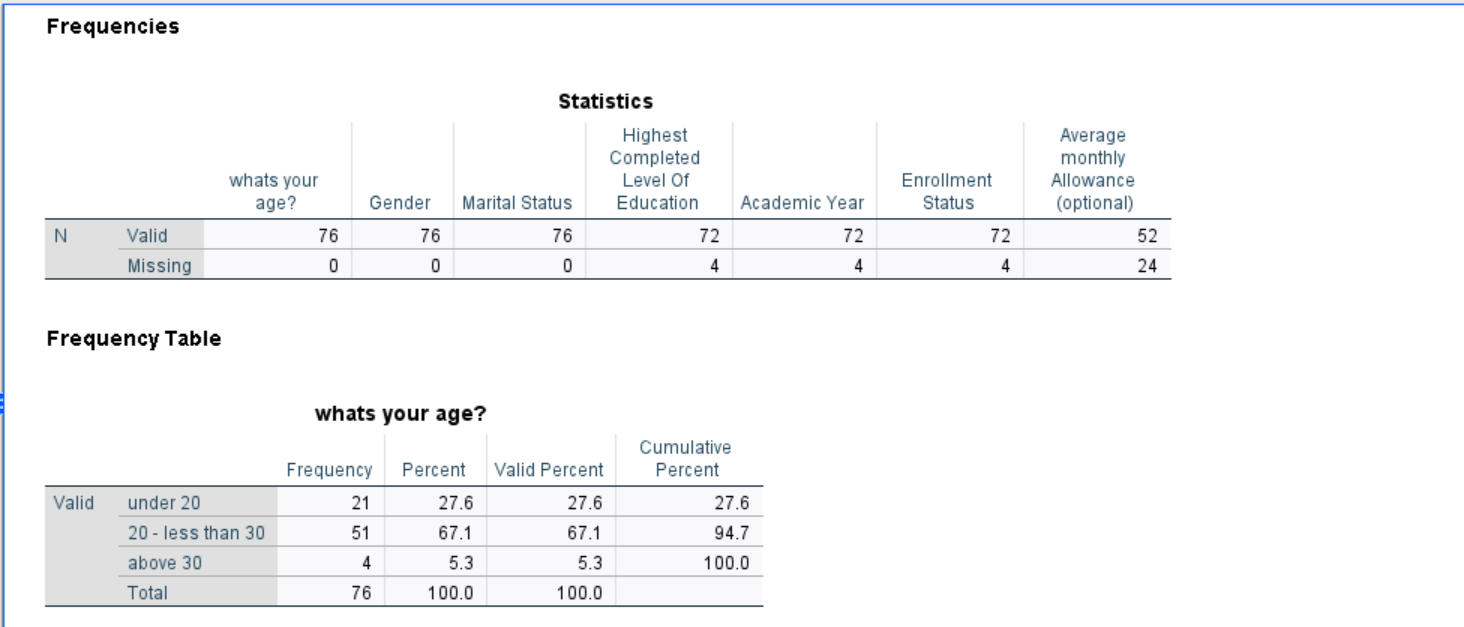 Frequencies
Statistics
whats your age? Gender Marital Status Highest Completed Level Of Education Academic Year Enrollment Status Average monthly Allowance (optional)
N Valid 76 76 76 72 72 72 52
Missing 0 0 0 4 4 4 24
Frequency Table
whats your age?
Frequency Percent Valid Percent Cumulative Percent
Valid under 20 21 27.6 27.6 27.6
20 - less than 30 51 67.1 67.1 94.7
above 30 4 5.3 5.3 100.0
Total 76 100.0 100.0